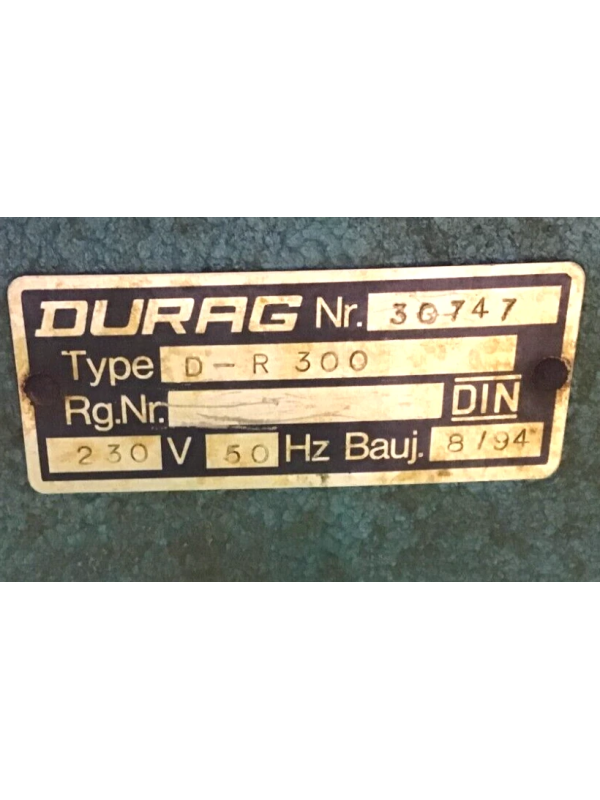 DURAG Nr. 30747
Type D-R 300
Rg.Nr. DIN
230 V 50 Hz Bauj. 8/94